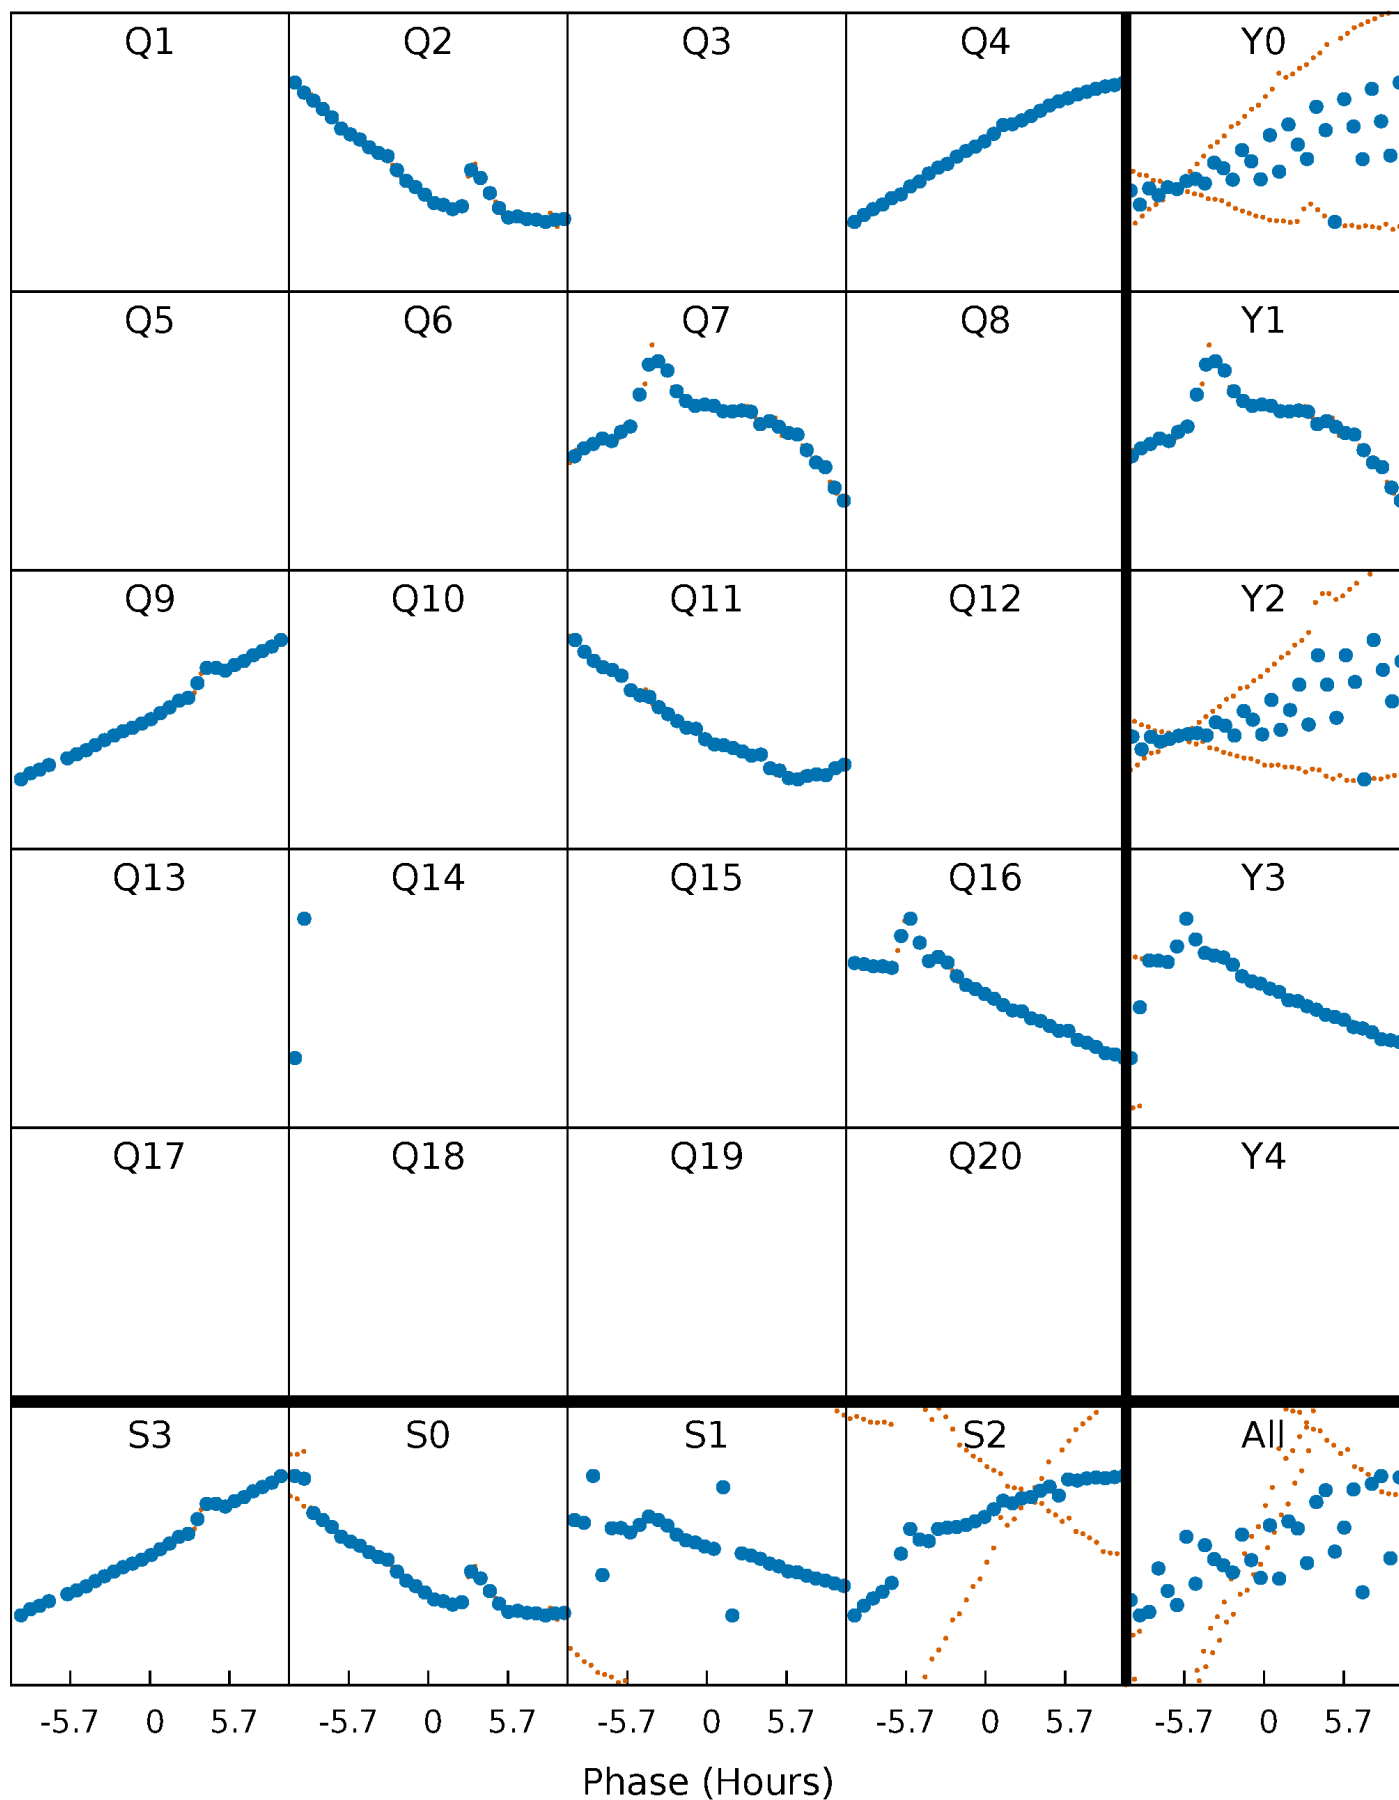 Q1 Q2 Q3 Q4 Y0
Q5 Q6 Q7 Q8 Y1
Q9 Q10 Q11 Q12 Y2
Q13 Q14 Q15 Q16 Y3
Q17 Q18 Q19 Q20 Y4
S3 S0 S1 S2 All
-5.7 0 5.7 -5.7 0 5.7 -5.7 0 5.7 -5.7 0 5.7 -5.7 0 5.7
Phase (Hours)